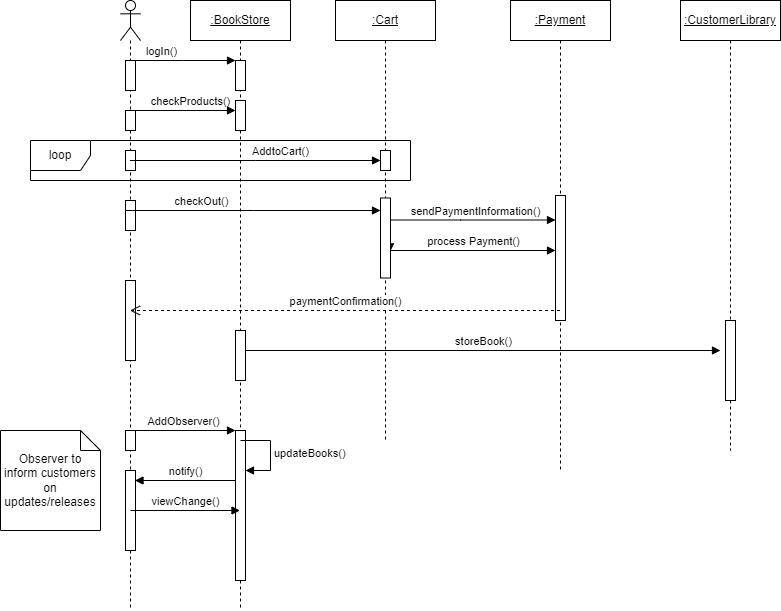 :BookStore
:Cart
:Payment
:CustomerLibrary
logIn()
checkProducts()
loop
AddtoCart()
checkOut()
sendPaymentInformation()
process Payment()
paymentConfirmation()
storeBook()
AddObserver()
updateBooks()
Observer to
inform customers
on
updates/releases
notify()
viewChange()